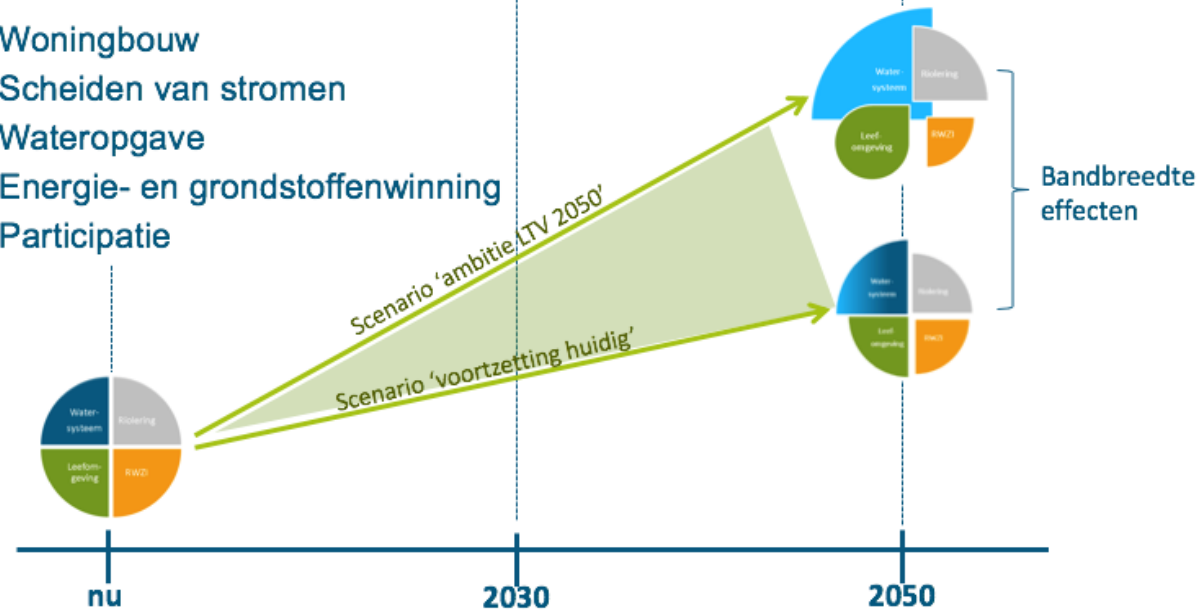 Woningbouw
Scheiden van stromen
Wateropgave
Energie- en grondstoffenwinning
Participatie
Water-
systeem
Riolering
Leef-
omgeving
RWZI
Bandbreedte
effecten
Scenario ‘ambitie LTV 2050’
Scenario ‘voortzetting huidig’
Water-
systeem
Riolering
Leef
omgeving
RWZI
Water-
systeem
Riolering
Leefom-
geving
RWZI
nu
2030
2050